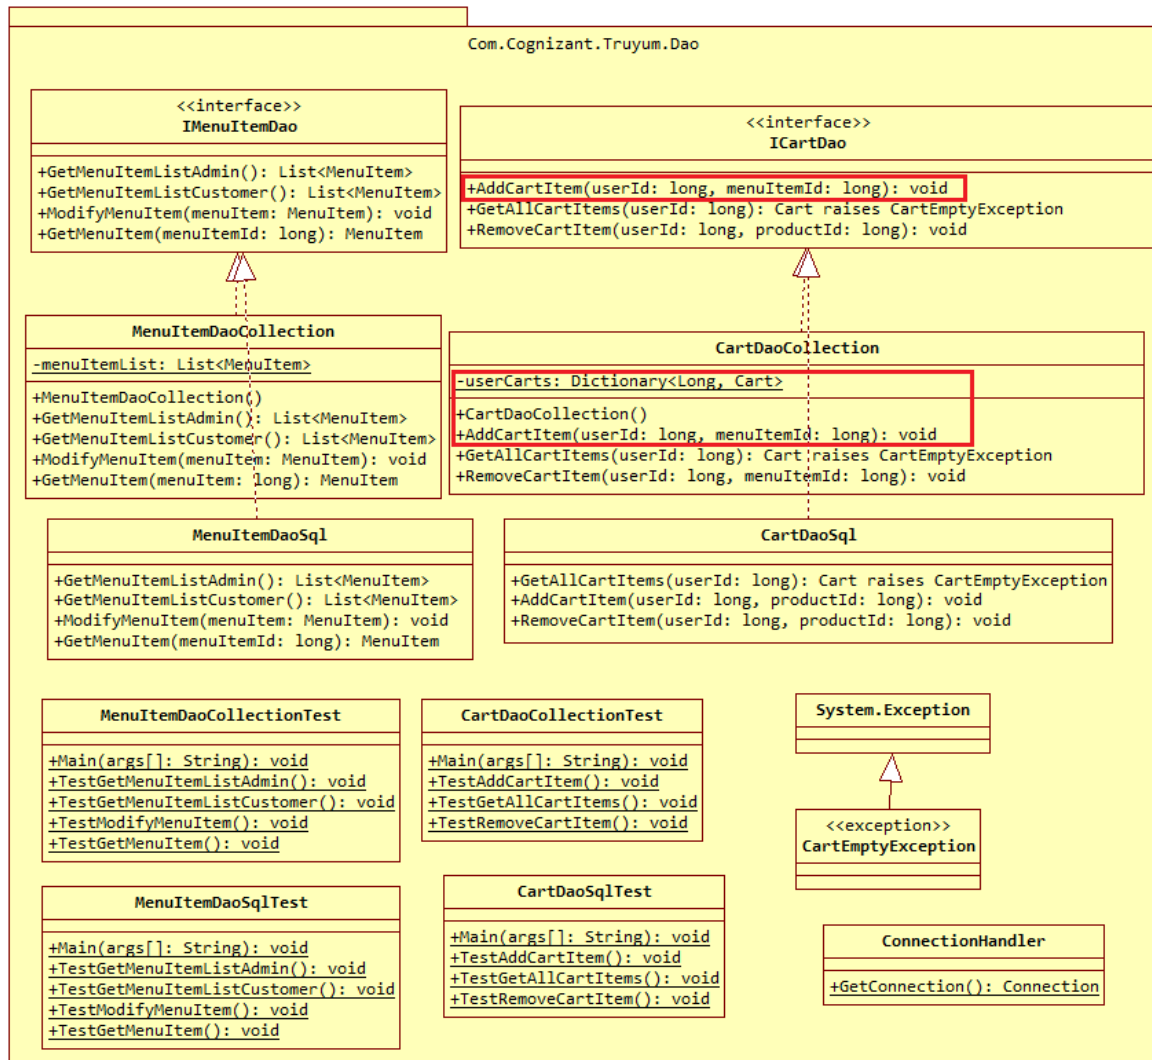 Com.Cognizant.Truyum.Dao
<<interface>>
IMenuItemDao
+GetMenuItemListAdmin(): List<MenuItem>
+GetMenuItemListCustomer(): List<MenuItem>
+ModifyMenuItem(menuItem: MenuItem): void
+GetMenuItem(menuItemId: long): MenuItem
<<interface>>
ICartDao
+AddCartItem(userId: long, menuItemId: long): void
+GetAllCartItems(userId: long): Cart raises CartEmptyException
+RemoveCartItem(userId: long, productId: long): void
MenuItemDaoCollection
-menuItemList: List<MenuItem>
+MenuItemDaoCollection()
+GetMenuItemListAdmin(): List<MenuItem>
+GetMenuItemListCustomer(): List<MenuItem>
+ModifyMenuItem(menuItem: MenuItem): void
+GetMenuItem(menuItem: long): MenuItem
CartDaoCollection
-userCarts: Dictionary<Long, Cart>
+CartDaoCollection()
+AddCartItem(userId: long, menuItemId: long): void
+GetAllCartItems(userId: long): Cart raises CartEmptyException
+RemoveCartItem(userId: long, menuItemId: long): void
MenuItemDaoSql
+GetMenuItemListAdmin(): List<MenuItem>
+GetMenuItemListCustomer(): List<MenuItem>
+ModifyMenuItem(menuItem: MenuItem): void
+GetMenuItem(menuItemId: long): MenuItem
CartDaoSql
+GetAllCartItems(userId: long): Cart raises CartEmptyException
+AddCartItem(userId: long, productId: long): void
+RemoveCartItem(userId: long, productId: long): void
MenuItemDaoCollectionTest
+Main(args[]: String): void
+TestGetMenuItemListAdmin(): void
+TestGetMenuItemListCustomer(): void
+TestModifyMenuItem(): void
+TestGetMenuItem(): void
CartDaoCollectionTest
+Main(args[]: String): void
+TestAddCartItem(): void
+TestGetAllCartItems(): void
+TestRemoveCartItem(): void
System.Exception
<<exception>>
CartEmptyException
MenuItemDaoSqlTest
+Main(args[]: String): void
+TestGetMenuItemListAdmin(): void
+TestGetMenuItemListCustomer(): void
+TestModifyMenuItem(): void
+TestGetMenuItem(): void
CartDaoSqlTest
+Main(args[]: String): void
+TestAddCartItem(): void
+TestGetAllCartItems(): void
+TestRemoveCartItem(): void
ConnectionHandler
+GetConnection(): Connection